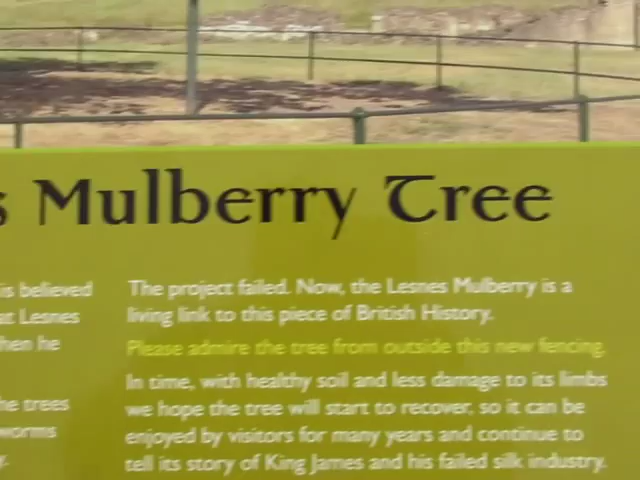 s Mulberry Tree
is believed
at Lesnes
hen he
he trees
worms
The project failed. Now, the Lesnes Mulberry is a
living link to this piece of British History.
Please admire the tree from outside this new fencing.
In time, with healthy soil and less damage to its limbs
we hope the tree will start to recover, so it can be
enjoyed by visitors for many years and continue to
tell its story of King James and his failed silk industry.